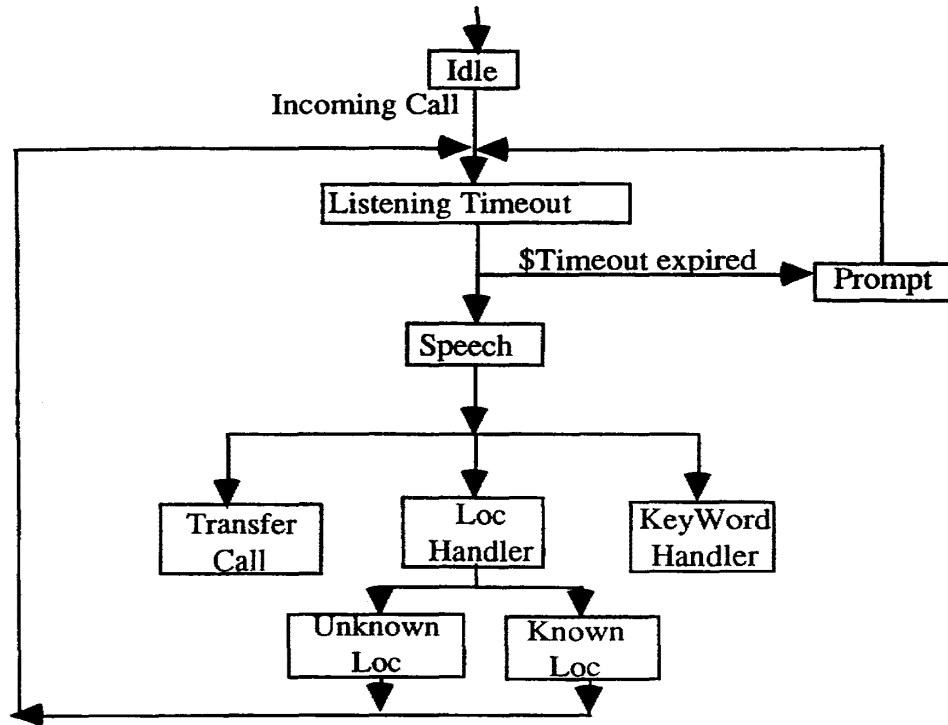 Idle
Incoming Call
Listening Timeout
$Timeout expired
Prompt
Speech
Transfer
Call
Loc
Handler
KeyWord
Handler
Unknown
Loc
Known
Loc